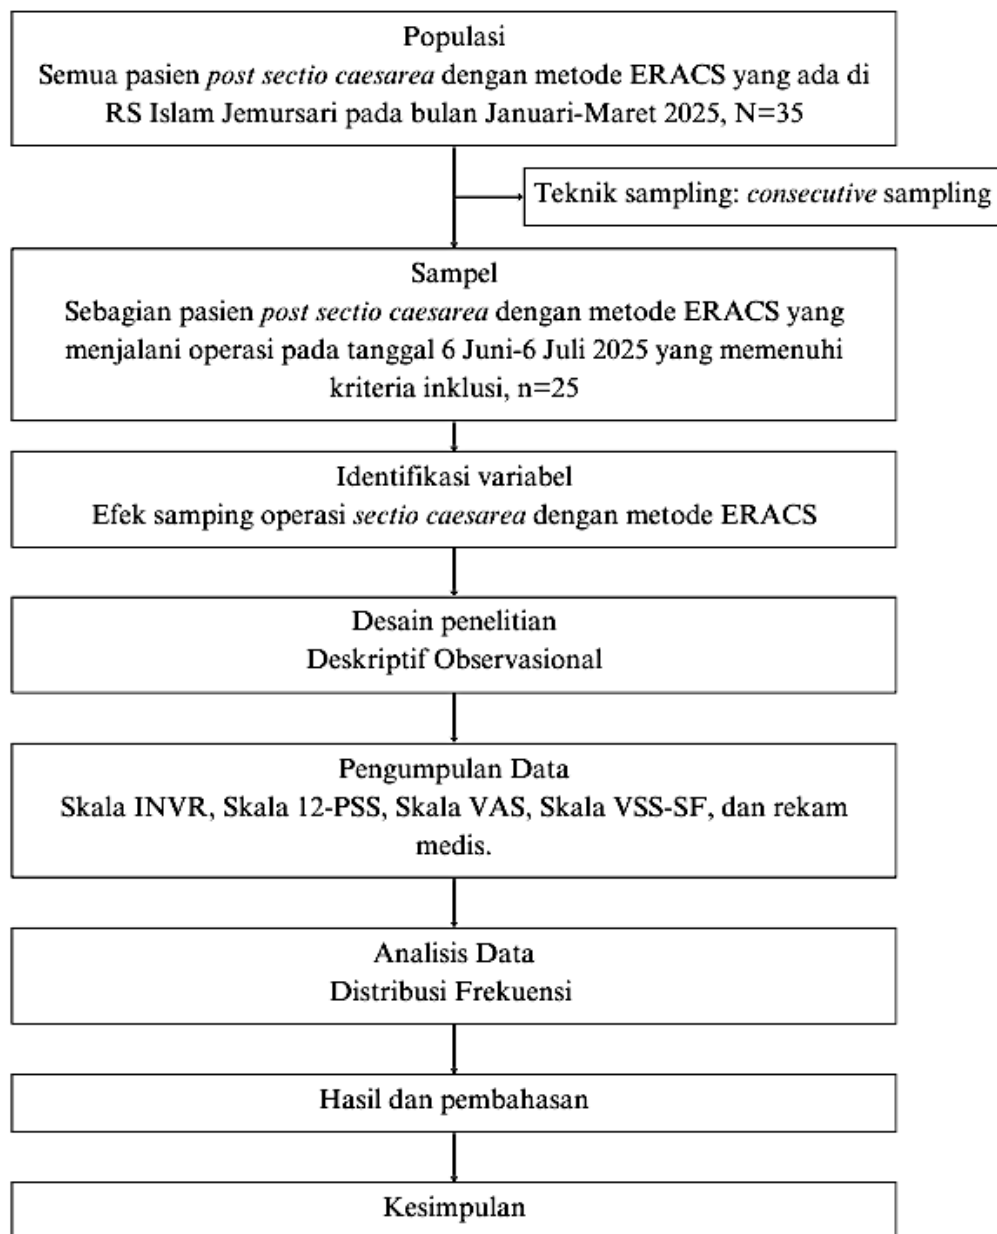 Populasi
Semua pasien post sectio caesarea dengan metode ERACS yang ada di
RS Islam Jemursari pada bulan Januari-Maret 2025, N=35
Teknik sampling: consecutive sampling
Sampel
Sebagian pasien post sectio caesarea dengan metode ERACS yang
menjalani operasi pada tanggal 6 Juni-6 Juli 2025 yang memenuhi
kriteria inklusi, n=25
Identifikasi variabel
Efek samping operasi sectio caesarea dengan metode ERACS
Desain penelitian
Deskriptif Observasional
Pengumpulan Data
Skala INVR, Skala 12-PSS, Skala VAS, Skala VSS-SF, dan rekam
medis.
Analisis Data
Distribusi Frekuensi
Hasil dan pembahasan
Kesimpulan